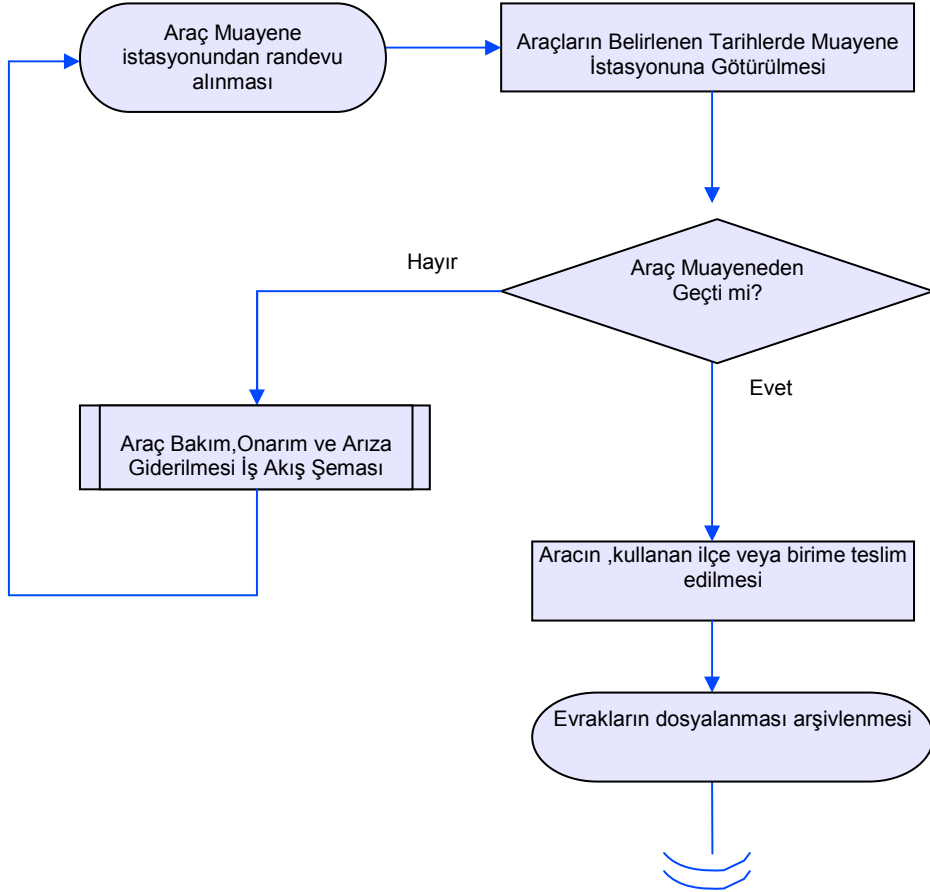 Araç Muayene
istasyonundan randevu
alınması
Araçların Belirlenen Tarihlerde Muayene
İstasyonuna Götürülmesi
Araç Muayeneden
Geçti mi?
Hayır
Evet
Araç Bakım,Onarım ve Arıza
Giderilmesi İş Akış Şeması
Aracın ,kullanan ilçe veya birime teslim
edilmesi
Evrakların dosyalanması arşivlenmesi